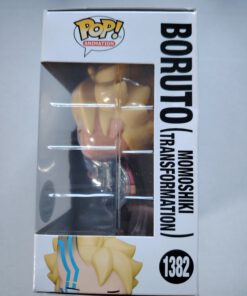 POP!
ANIMATION
BORUTO
(MOMOSHIKI
TRANSFORMATION)
1382